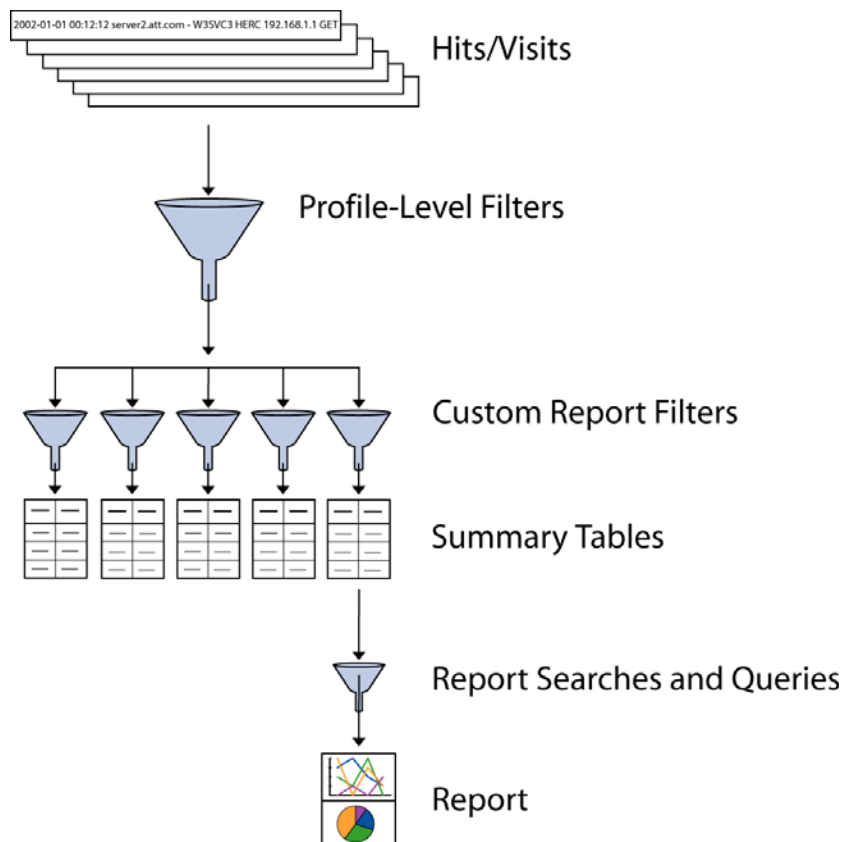 2002-01-01 00:12:12 server2.att.com - W3SVC3 HERC 192.168.1.1 GET
Hits/Visits
Profile-Level Filters
Custom Report Filters
Summary Tables
Report Searches and Queries
Report